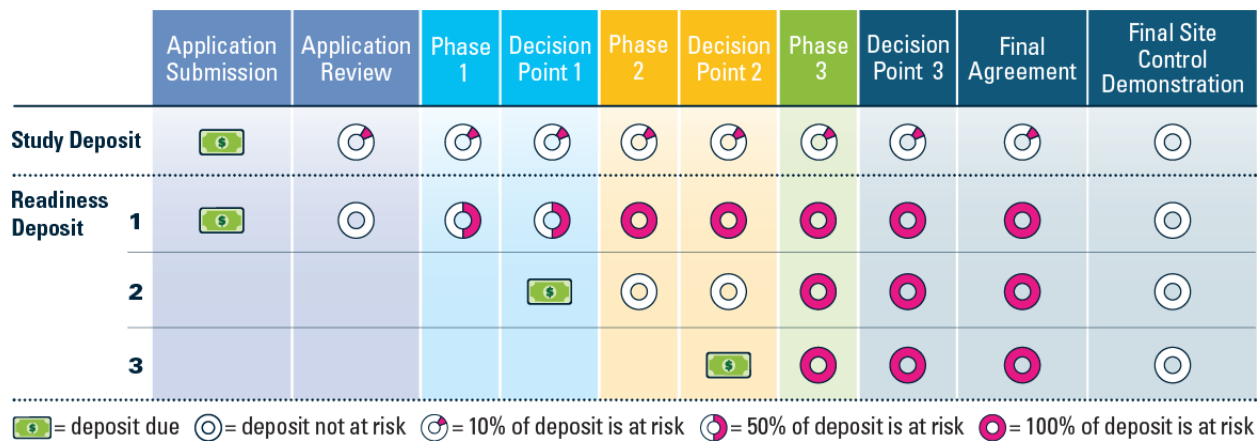 Application Submission
Application Review
Phase 1
Decision Point 1
Phase 2
Decision Point 2
Phase 3
Decision Point 3
Final Agreement
Final Site Control Demonstration
Study Deposit
$
Readiness Deposit
1
$
2
$
3
$
$ = deposit due = deposit not at risk = 10% of deposit is at risk = 50% of deposit is at risk = 100% of deposit is at risk